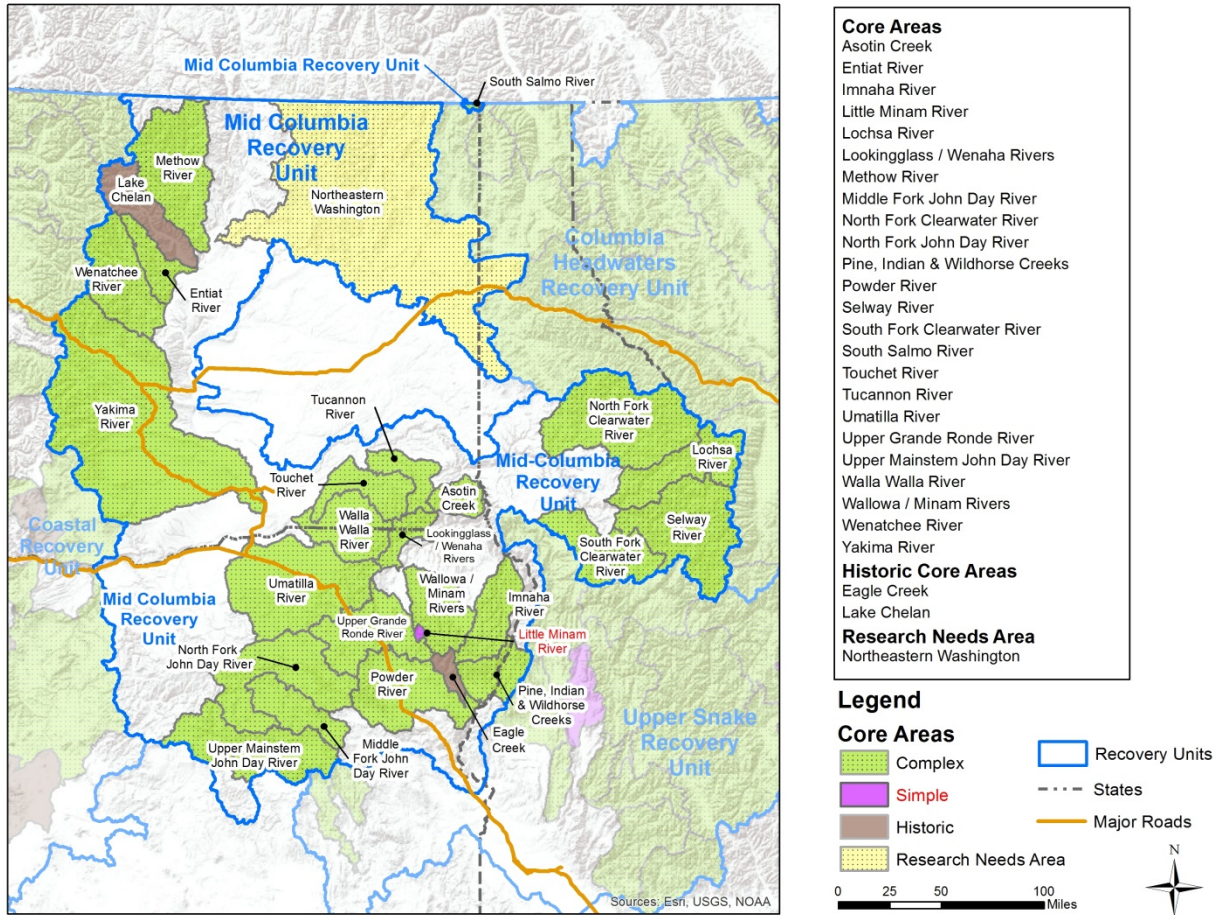 Mid Columbia Recovery Unit
South Salmo River
Mid Columbia
Recovery
Unit
Methow
River
Lake
Chelan
Northeastern
Washington
Columbia
Headwaters
Recovery Unit
Wenatchee
River
Entiat
River
Yakima
River
Tucannon
River
Touchet
River
North Fork
Clearwater
River
Lochsa
River
Mid-Columbia
Recovery
Unit
Asotin
Creek
Walla
Walla
River
Lookingglass
/ Wenaha
Rivers
Selway
River
South Fork
Clearwater
River
Coastal
Recovery
Unit
Umatilla
River
Wallowa /
Minam
Rivers
Imnaha
River
Mid Columbia
Recovery
Unit
Upper Grande
Ronde River
Little Minam
River
North Fork
John Day River
Powder
River
Pine, Indian
& Wildhorse
Creeks
Eagle
Creek
Upper Snake
Recovery
Unit
Upper Mainstem
John Day River
Middle
Fork John
Day River
Sources: Esri, USGS, NOAA
Core Areas
Asotin Creek
Entiat River
Imnaha River
Little Minam River
Lochsa River
Lookingglass / Wenaha Rivers
Methow River
Middle Fork John Day River
North Fork Clearwater River
North Fork John Day River
Pine, Indian & Wildhorse Creeks
Powder River
Selway River
South Fork Clearwater River
South Salmo River
Touchet River
Tucannon River
Umatilla River
Upper Grande Ronde River
Upper Mainstem John Day River
Walla Walla River
Wallowa / Minam Rivers
Wenatchee River
Yakima River
Historic Core Areas
Eagle Creek
Lake Chelan
Research Needs Area
Northeastern Washington
Legend
Core Areas
Complex
Simple
Historic
Research Needs Area
Recovery Units
States
Major Roads
N
0 25 50 100
Miles